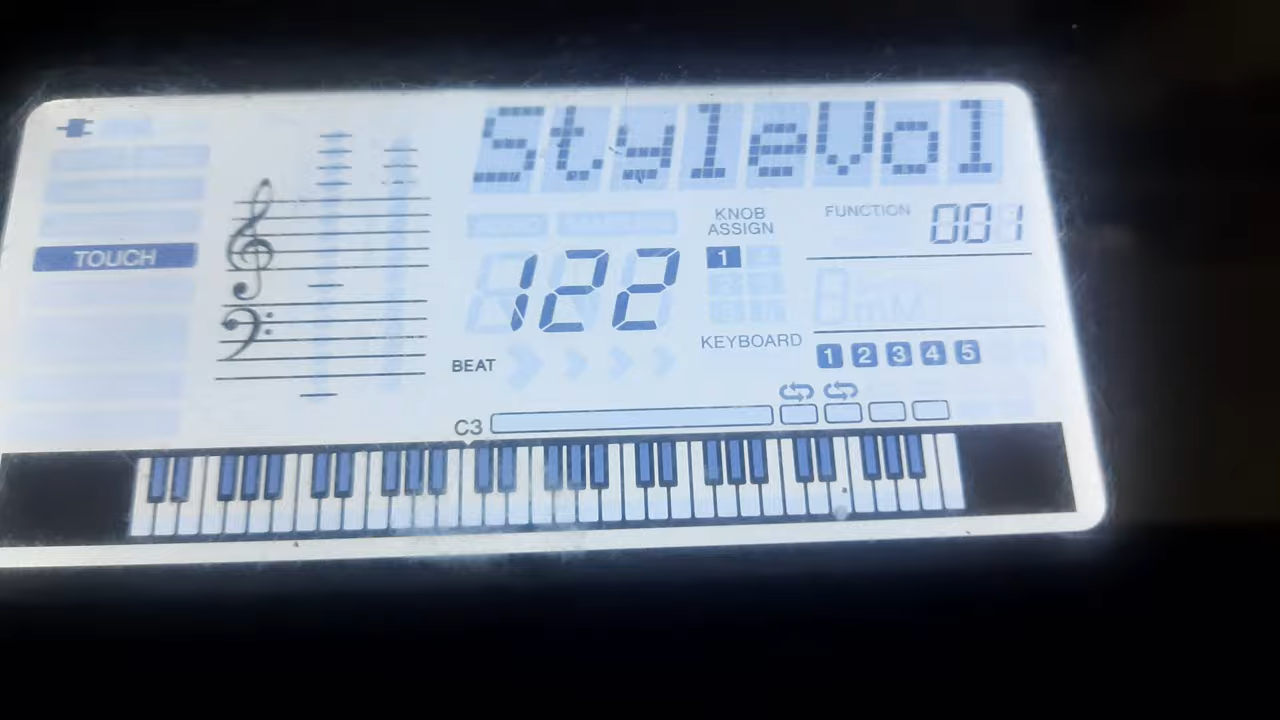 StyleVol
KNOB
ASSIGN
FUNCTION 001
TOUCH
122
1
KEYBOARD
1 2 3 4 5
BEAT
C3